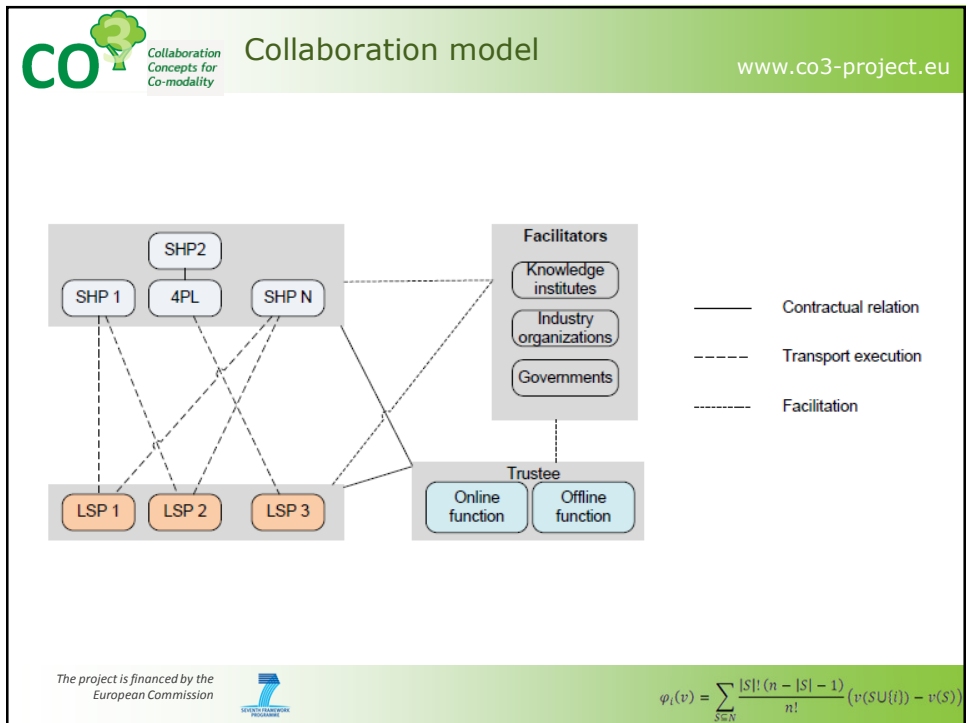 CO3
Collaboration
Concepts for
Co-modality
Collaboration model
www.co3-project.eu
SHP2
SHP 1
4PL
SHP N
Facilitators
Knowledge
institutes
Industry
organizations
Governments
Contractual relation
Transport execution
Facilitation
LSP 1
LSP 2
LSP 3
Trustee
Online
function
Offline
function
The project is financed by the
European Commission
7
SEVENTH FRAMEWORK
PROGRAMME
φᵢ(v) = ∑_{S⊆N} |S|! (n − |S| − 1) / n! (v(S∪{i}) − v(S))